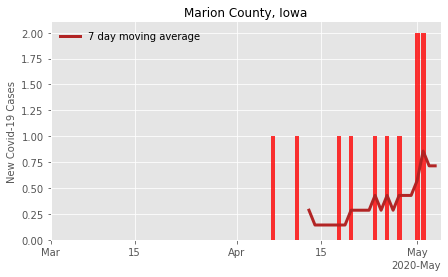 Marion County, Iowa
7 day moving average
New Covid-19 Cases
2.00
1.75
1.50
1.25
1.00
0.75
0.50
0.25
0.00
Mar
15
Apr
15
May
2020-May